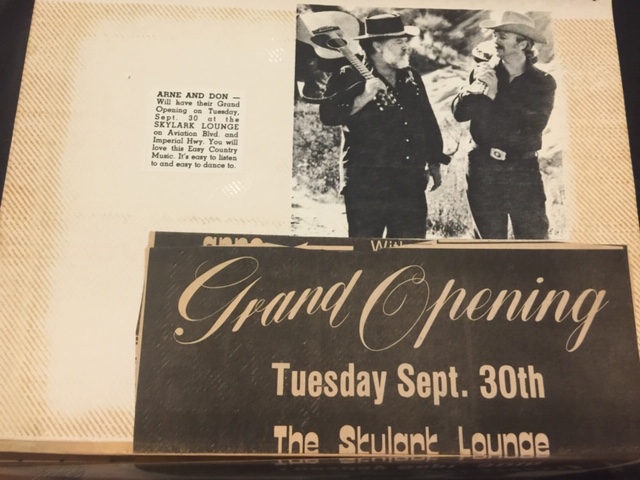 ARNE AND DON —
Will have their Grand
Opening on Tuesday,
Sept. 30 at the
SKYLARK LOUNGE
on Aviation Blvd. and
Imperial Hwy. You will
love this Easy Country
Music. It's easy to listen
to and easy to dance to.
With
Grand Opening
Tuesday Sept. 30th
The Skylark Lounge